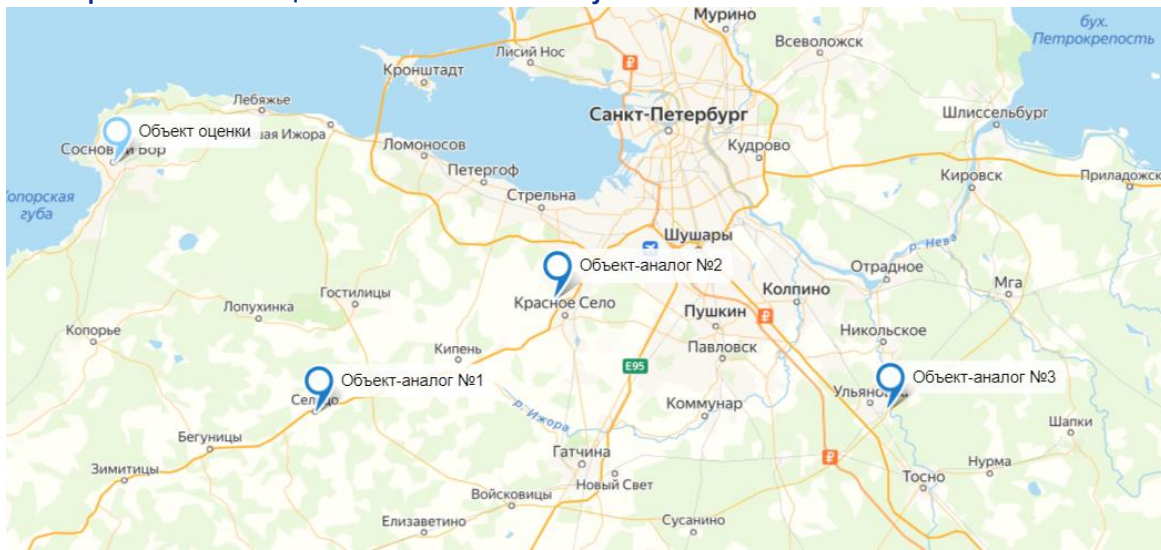 Мурино
бух.
Петрокрепость
Всеволожск
Лисий Нос
Кронштадт
Лебяжье
Санкт-Петербург
Шлиссельбург
Объект оценки
ая Ижора
Сосновый Бор
Ломоносов
Кудрово
Петергоф
Кировск
Приладожск
Копорская
губа
Стрельна
Шушары
р. Нева
Объект-аналог №2
Отрадное
Гостилицы
Колпино
Мга
Лопухинка
Красное Село
Пушкин
Копорье
Никольское
Кипень
Павловск
E95
Объект-аналог №1
Объект-аналог №3
Ульяновка
Сельцо
р. Ижора
Коммунар
Шапки
Бегуницы
Гатчина
Зимитицы
Нурма
Новый Свет
Тосно
Войсковицы
Елизаветино
Сусанино